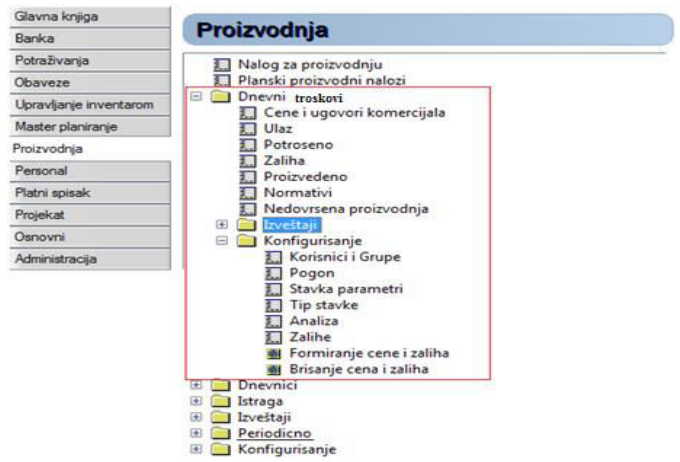 Glavna knjiga
Banka
Potraživanja
Obaveze
Upravljanje inventarom
Master planiranje
Proizvodnja
Personal
Platni spisak
Projekat
Osnovni
Administracija
Proizvodnja
Nalog za proizvodnju
Planski proizvodni nalozi
Dnevni troskovi
Cene i ugovori komercijala
Ulaz
Potroseno
Zaliha
Proizvedeno
Normativi
Nedovrsena proizvodnja
Izveštaji
Konfigurisanje
Korisnici i Grupe
Pogon
Stavka parametri
Tip stavke
Analiza
Zalihe
Formiranje cene i zaliha
Brisanje cena i zaliha
Dnevnici
Istraga
Izveštaji
Periodicno
Konfigurisanje